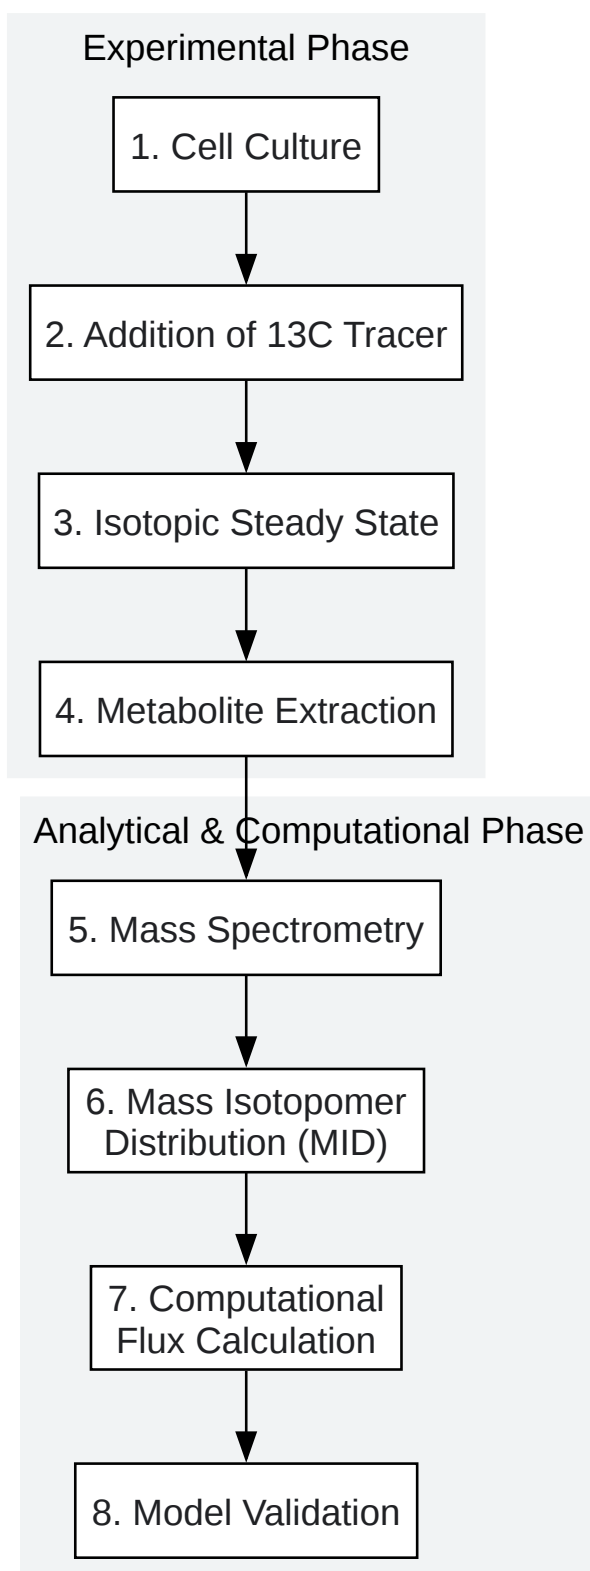 Experimental Phase
1. Cell Culture
2. Addition of 13C Tracer
3. Isotopic Steady State
4. Metabolite Extraction
Analytical & Computational Phase
5. Mass Spectrometry
6. Mass Isotopomer
Distribution (MID)
7. Computational
Flux Calculation
8. Model Validation